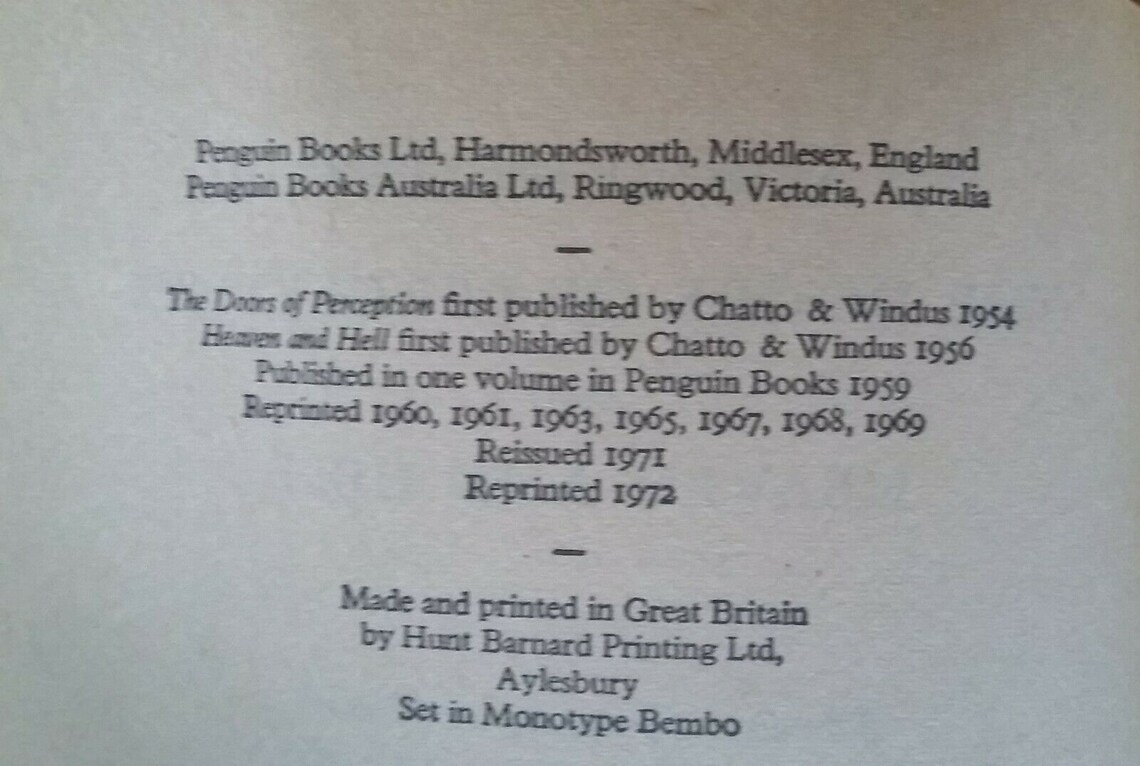 Penguin Books Ltd, Harmondsworth, Middlesex, England
Penguin Books Australia Ltd, Ringwood, Victoria, Australia
—
The Doors of Perception first published by Chatto & Windus 1954
Heaven and Hell first published by Chatto & Windus 1956
Published in one volume in Penguin Books 1959
Reprinted 1960, 1961, 1963, 1965, 1967, 1968, 1969
Reissued 1971
Reprinted 1972
—
Made and printed in Great Britain
by Hunt Barnard Printing Ltd,
Aylesbury
Set in Monotype Bembo